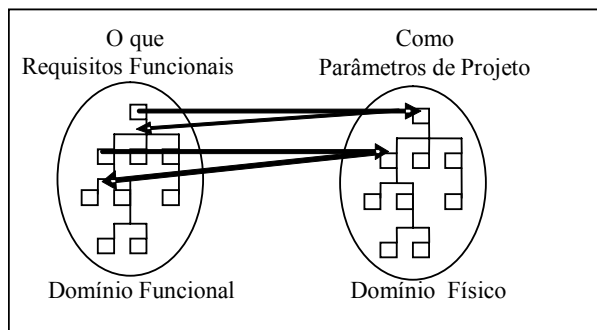 O que
Requisitos Funcionais
Como
Parâmetros de Projeto
Domínio Funcional
Domínio Físico